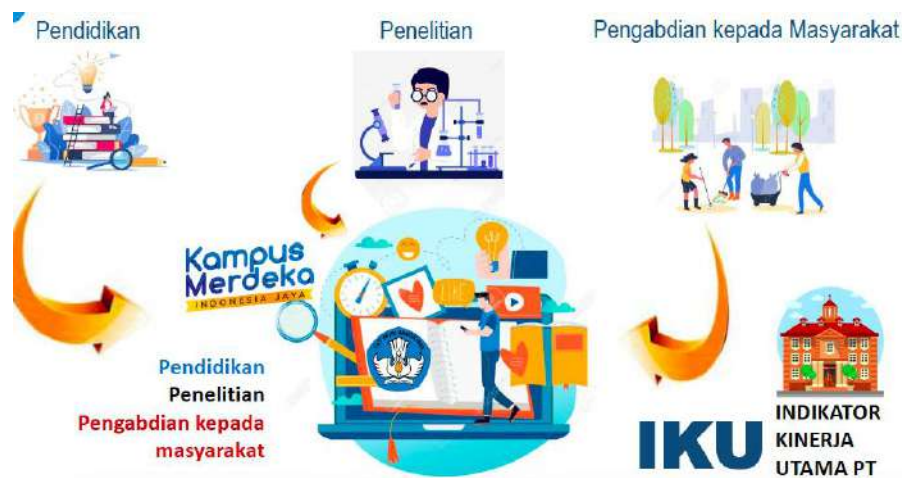 Pendidikan
Penelitian
Pengabdian kepada Masyarakat
Kampus
Merdeka
INDONESIA JAYA
LIKE
Pendidikan
Penelitian
Pengabdian kepada
masyarakat
IKU
INDIKATOR
KINERJA
UTAMA PT